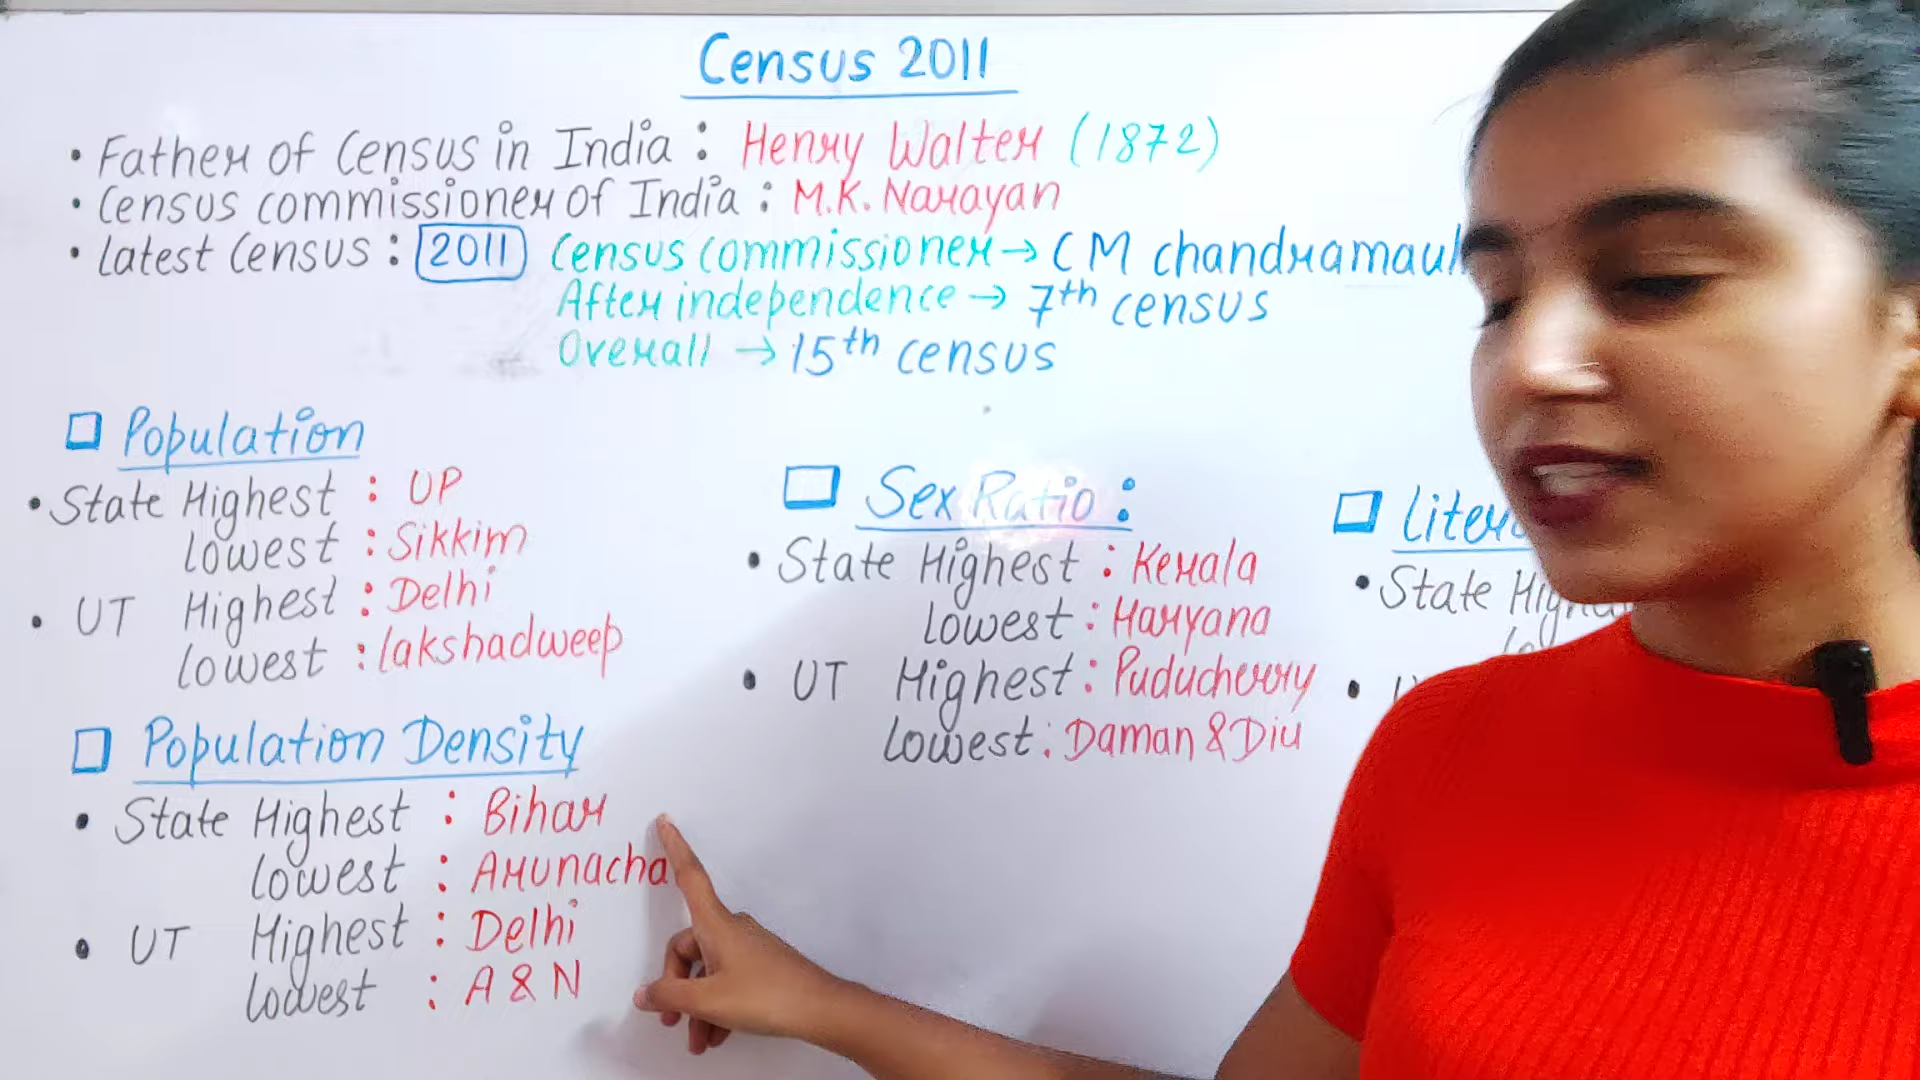 Census 2011
• Father of Census in India : Henry Walter (1872)
• Census commissioner of India : M.K. Narayan
• Latest Census : 2011 Census commissioner → C M chandramaul
After independence → 7th census
Overall → 15th census
□ Population
• State Highest : UP
Lowest : Sikkim
• UT Highest : Delhi
Lowest : Lakshadweep
□ Population Density
• State Highest : Bihar
Lowest : Arunacha
• UT Highest : Delhi
Lowest : A & N
□ Sex Ratio :
• State Highest : Kerala
Lowest : Haryana
• UT Highest : Puducherry
Lowest : Daman & Diu
□ Liter
• State High